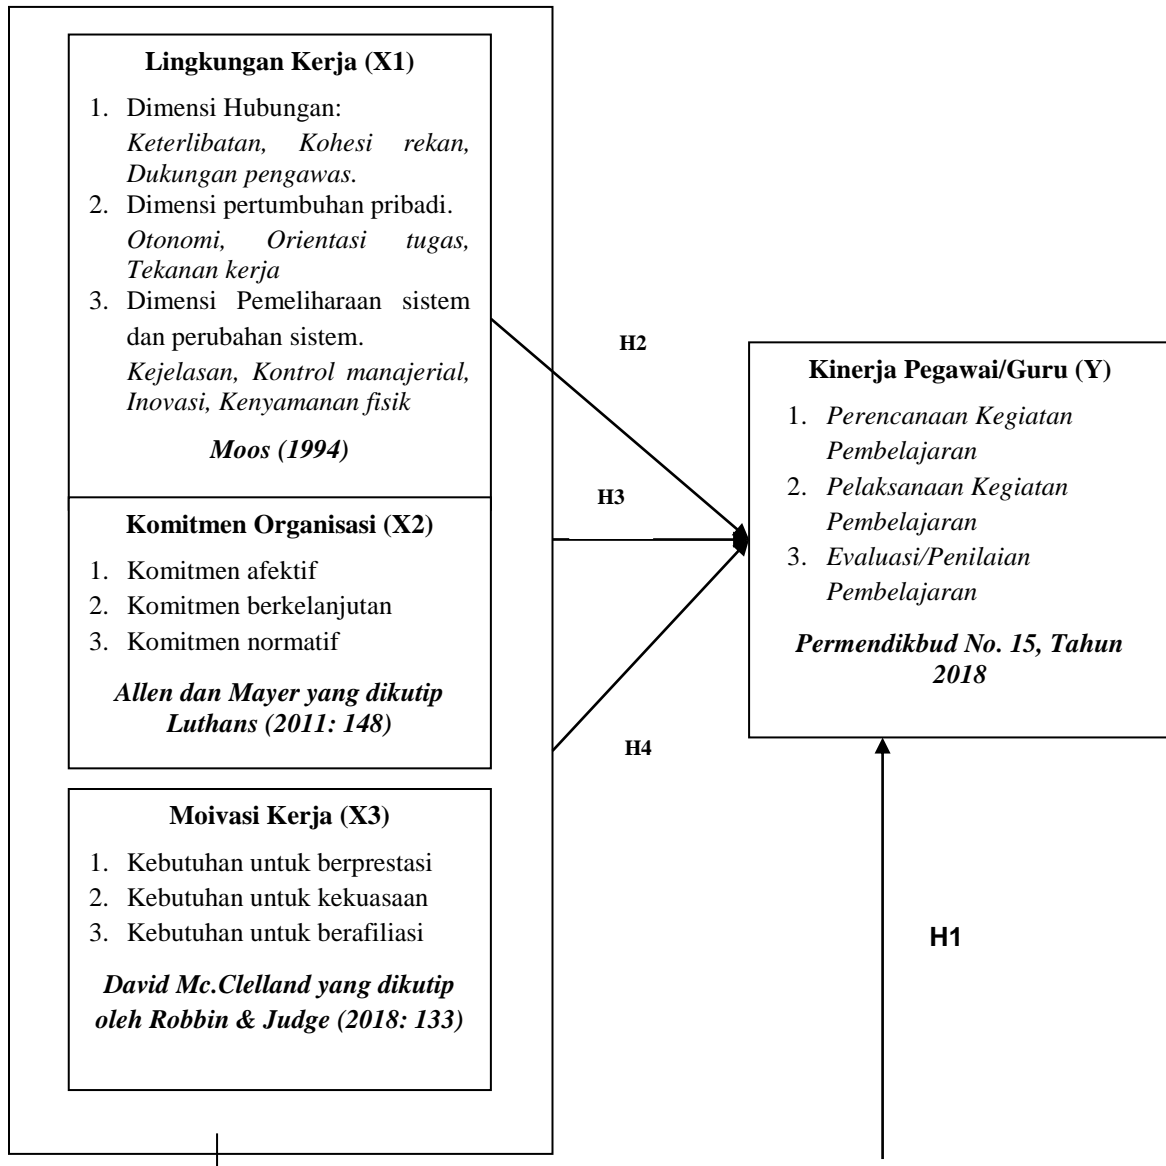 Lingkungan Kerja (X1)
1. Dimensi Hubungan:
Keterlibatan, Kohesi rekan,
Dukungan pengawas.
2. Dimensi pertumbuhan pribadi.
Otonomi, Orientasi tugas,
Tekanan kerja
3. Dimensi Pemeliharaan sistem
dan perubahan sistem.
Kejelasan, Kontrol manajerial,
Inovasi, Kenyamanan fisik
Moos (1994)
Komitmen Organisasi (X2)
1. Komitmen afektif
2. Komitmen berkelanjutan
3. Komitmen normatif
Allen dan Mayer yang dikutip
Luthans (2011: 148)
Moivasi Kerja (X3)
1. Kebutuhan untuk berprestasi
2. Kebutuhan untuk kekuasaan
3. Kebutuhan untuk berafiliasi
David Mc.Clelland yang dikutip
oleh Robbin & Judge (2018: 133)
H2
H3
H4
Kinerja Pegawai/Guru (Y)
1. Perencanaan Kegiatan
Pembelajaran
2. Pelaksanaan Kegiatan
Pembelajaran
3. Evaluasi/Penilaian
Pembelajaran
Permendikbud No. 15, Tahun
2018
H1